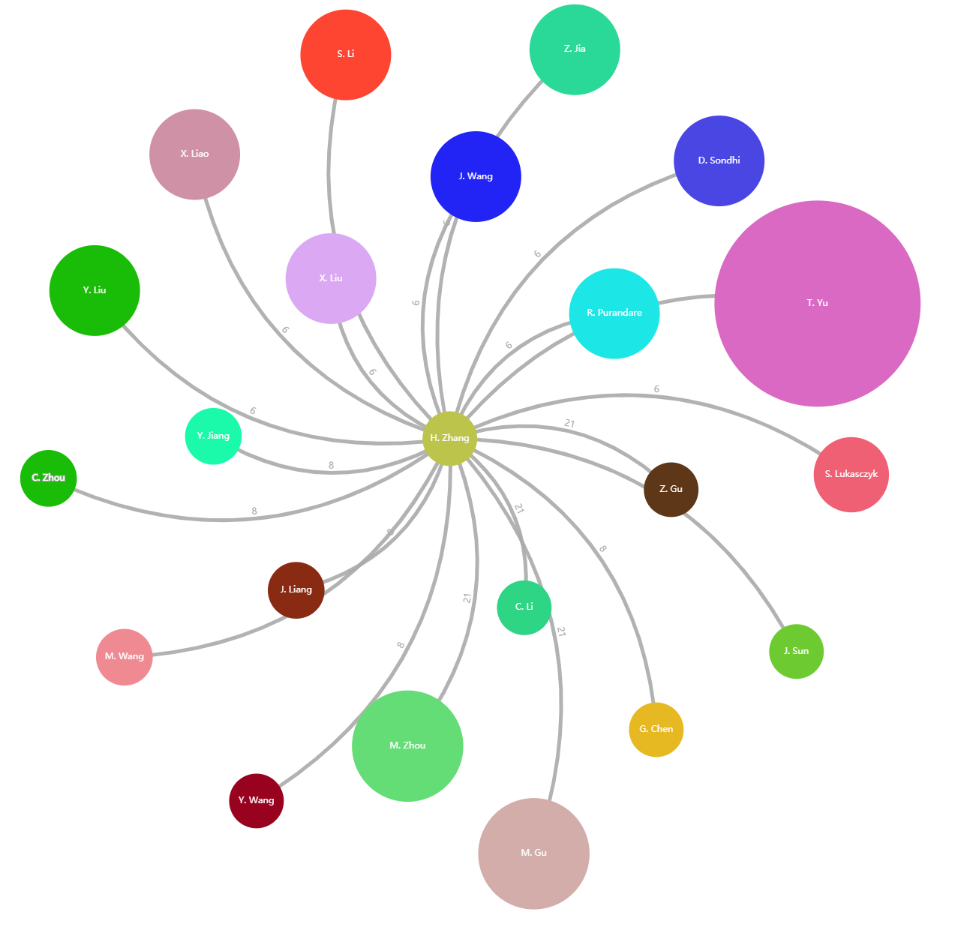 S. Li
Z. Jia
X. Liao
J. Wang
D. Sondhi
6
6
X. Liu
Y. Liu
6
R. Purandare
T. Yu
6
6
6
6
6
21
Y. Jiang
H. Zhang
8
C. Zhou
S. Lukasczyk
Z. Gu
8
21
8
J. Liang
21
C. Li
21
M. Wang
8
J. Sun
G. Chen
M. Zhou
Y. Wang
M. Gu